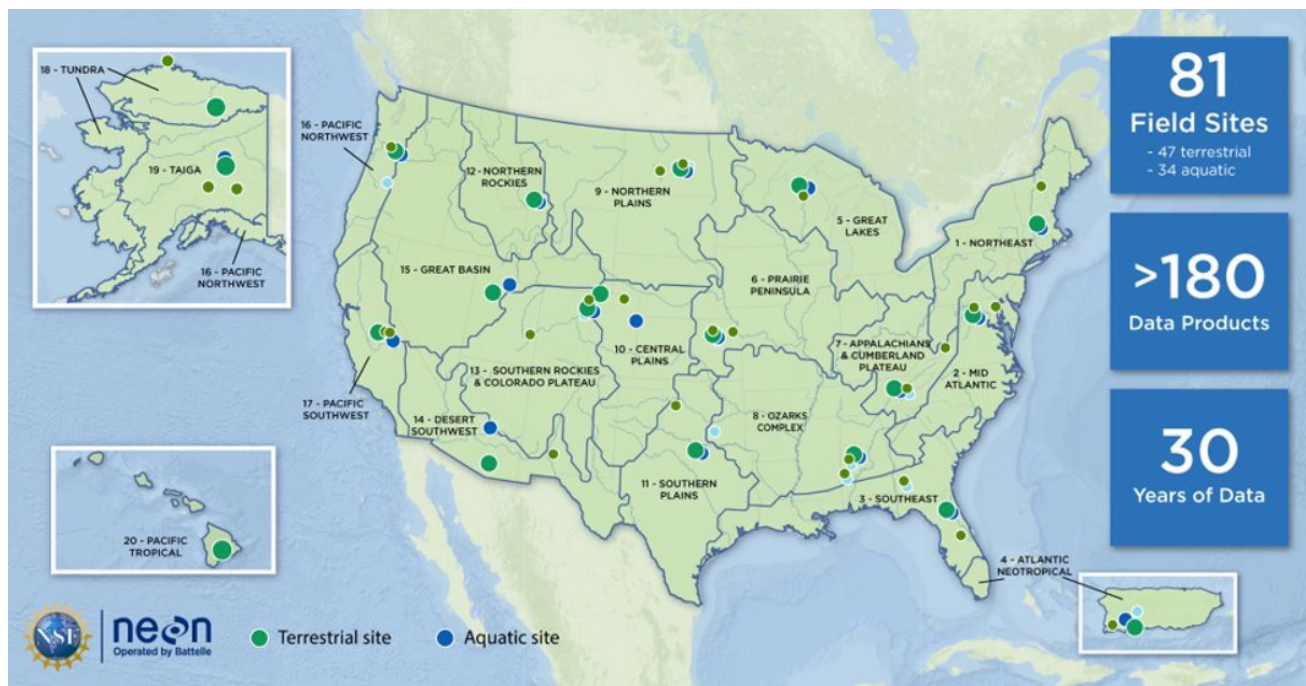 18 - TUNDRA
19 - TAIGA
16 - PACIFIC
NORTHWEST
16 - PACIFIC
NORTHWEST
12 - NORTHERN
ROCKIES
9 - NORTHERN
PLAINS
5 - GREAT
LAKES
1 - NORTHEAST
15 - GREAT BASIN
6 - PRAIRIE
PENINSULA
10 - CENTRAL
PLAINS
7 - APPALACHIANS
& CUMBERLAND
PLATEAU
2 - MID
ATLANTIC
13 - SOUTHERN ROCKIES
& COLORADO PLATEAU
17 - PACIFIC
SOUTHWEST
14 - DESERT
SOUTHWEST
8 - OZARKS
COMPLEX
11 - SOUTHERN
PLAINS
3 - SOUTHEAST
4 - ATLANTIC
NEOTROPICAL
20 - PACIFIC
TROPICAL
81
Field Sites
- 47 terrestrial
- 34 aquatic
>180
Data Products
30
Years of Data
NSF
neon
Operated by Battelle
Terrestrial site
Aquatic site